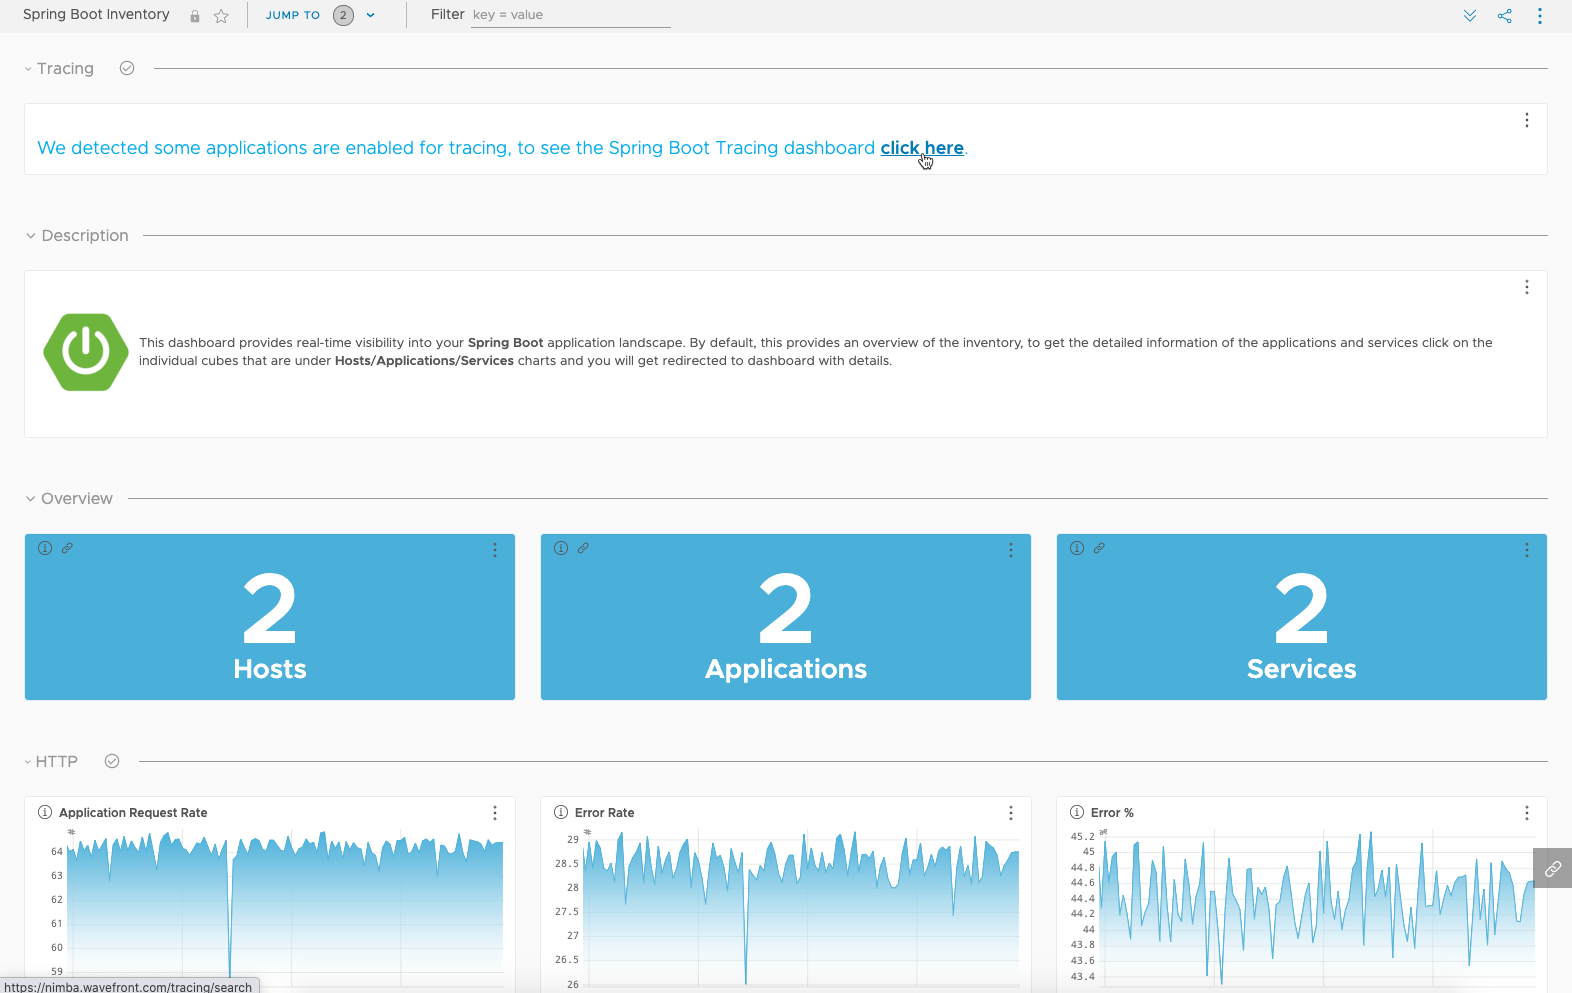 Spring Boot Inventory
JUMP TO 2
Filter key = value
Tracing
We detected some applications are enabled for tracing, to see the Spring Boot Tracing dashboard click here.
Description
This dashboard provides real-time visibility into your Spring Boot application landscape. By default, this provides an overview of the inventory, to get the detailed information of the applications and services click on the
individual cubes that are under Hosts/Applications/Services charts and you will get redirected to dashboard with details.
Overview
2
Hosts
2
Applications
2
Services
HTTP
Application Request Rate
64
63
62
61
60
59
Error Rate
29
28.5
28
27.5
27
26.5
26
Error %
45.2
45
44.8
44.6
44.4
44.2
44
43.8
43.6
43.4
https://nimba.wavefront.com/tracing/search